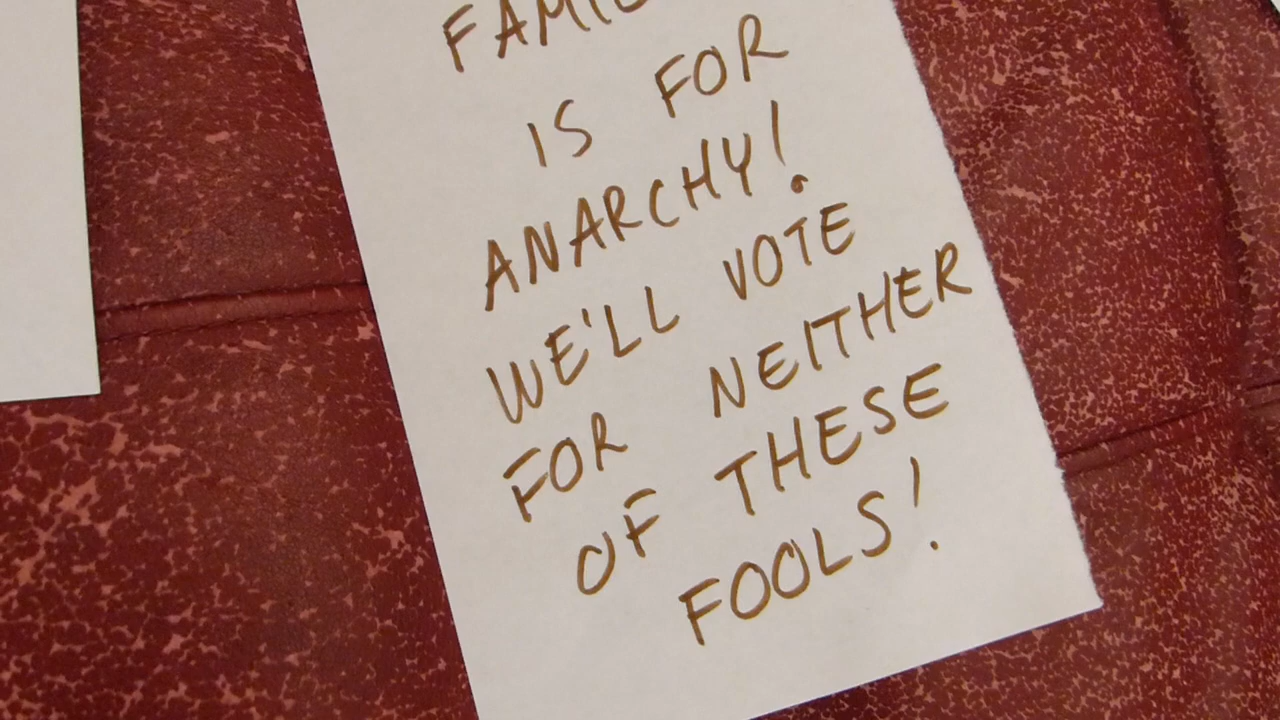 IS FOR
ANARCHY!
WE'LL VOTE
FOR NEITHER
OF THESE
FOOLS!